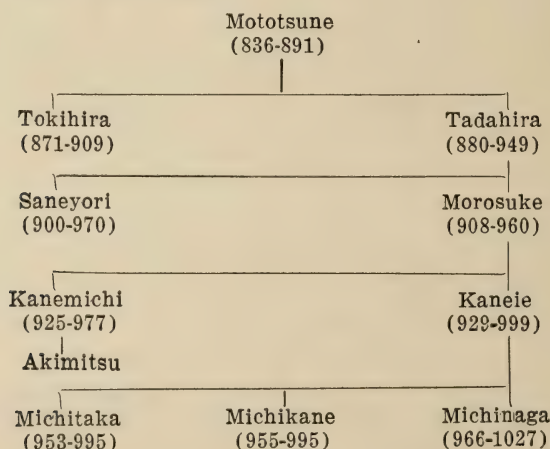 Mototsune
(836-891)
Tokihira Tadahira
(871-909) (880-949)
Saneyori Morosuke
(900-970) (908-960)
Kanemichi Kaneie
(925-977) (929-999)
Akimitsu
Michitaka Michikane Michinaga
(953-995) (955-995) (966-1027)